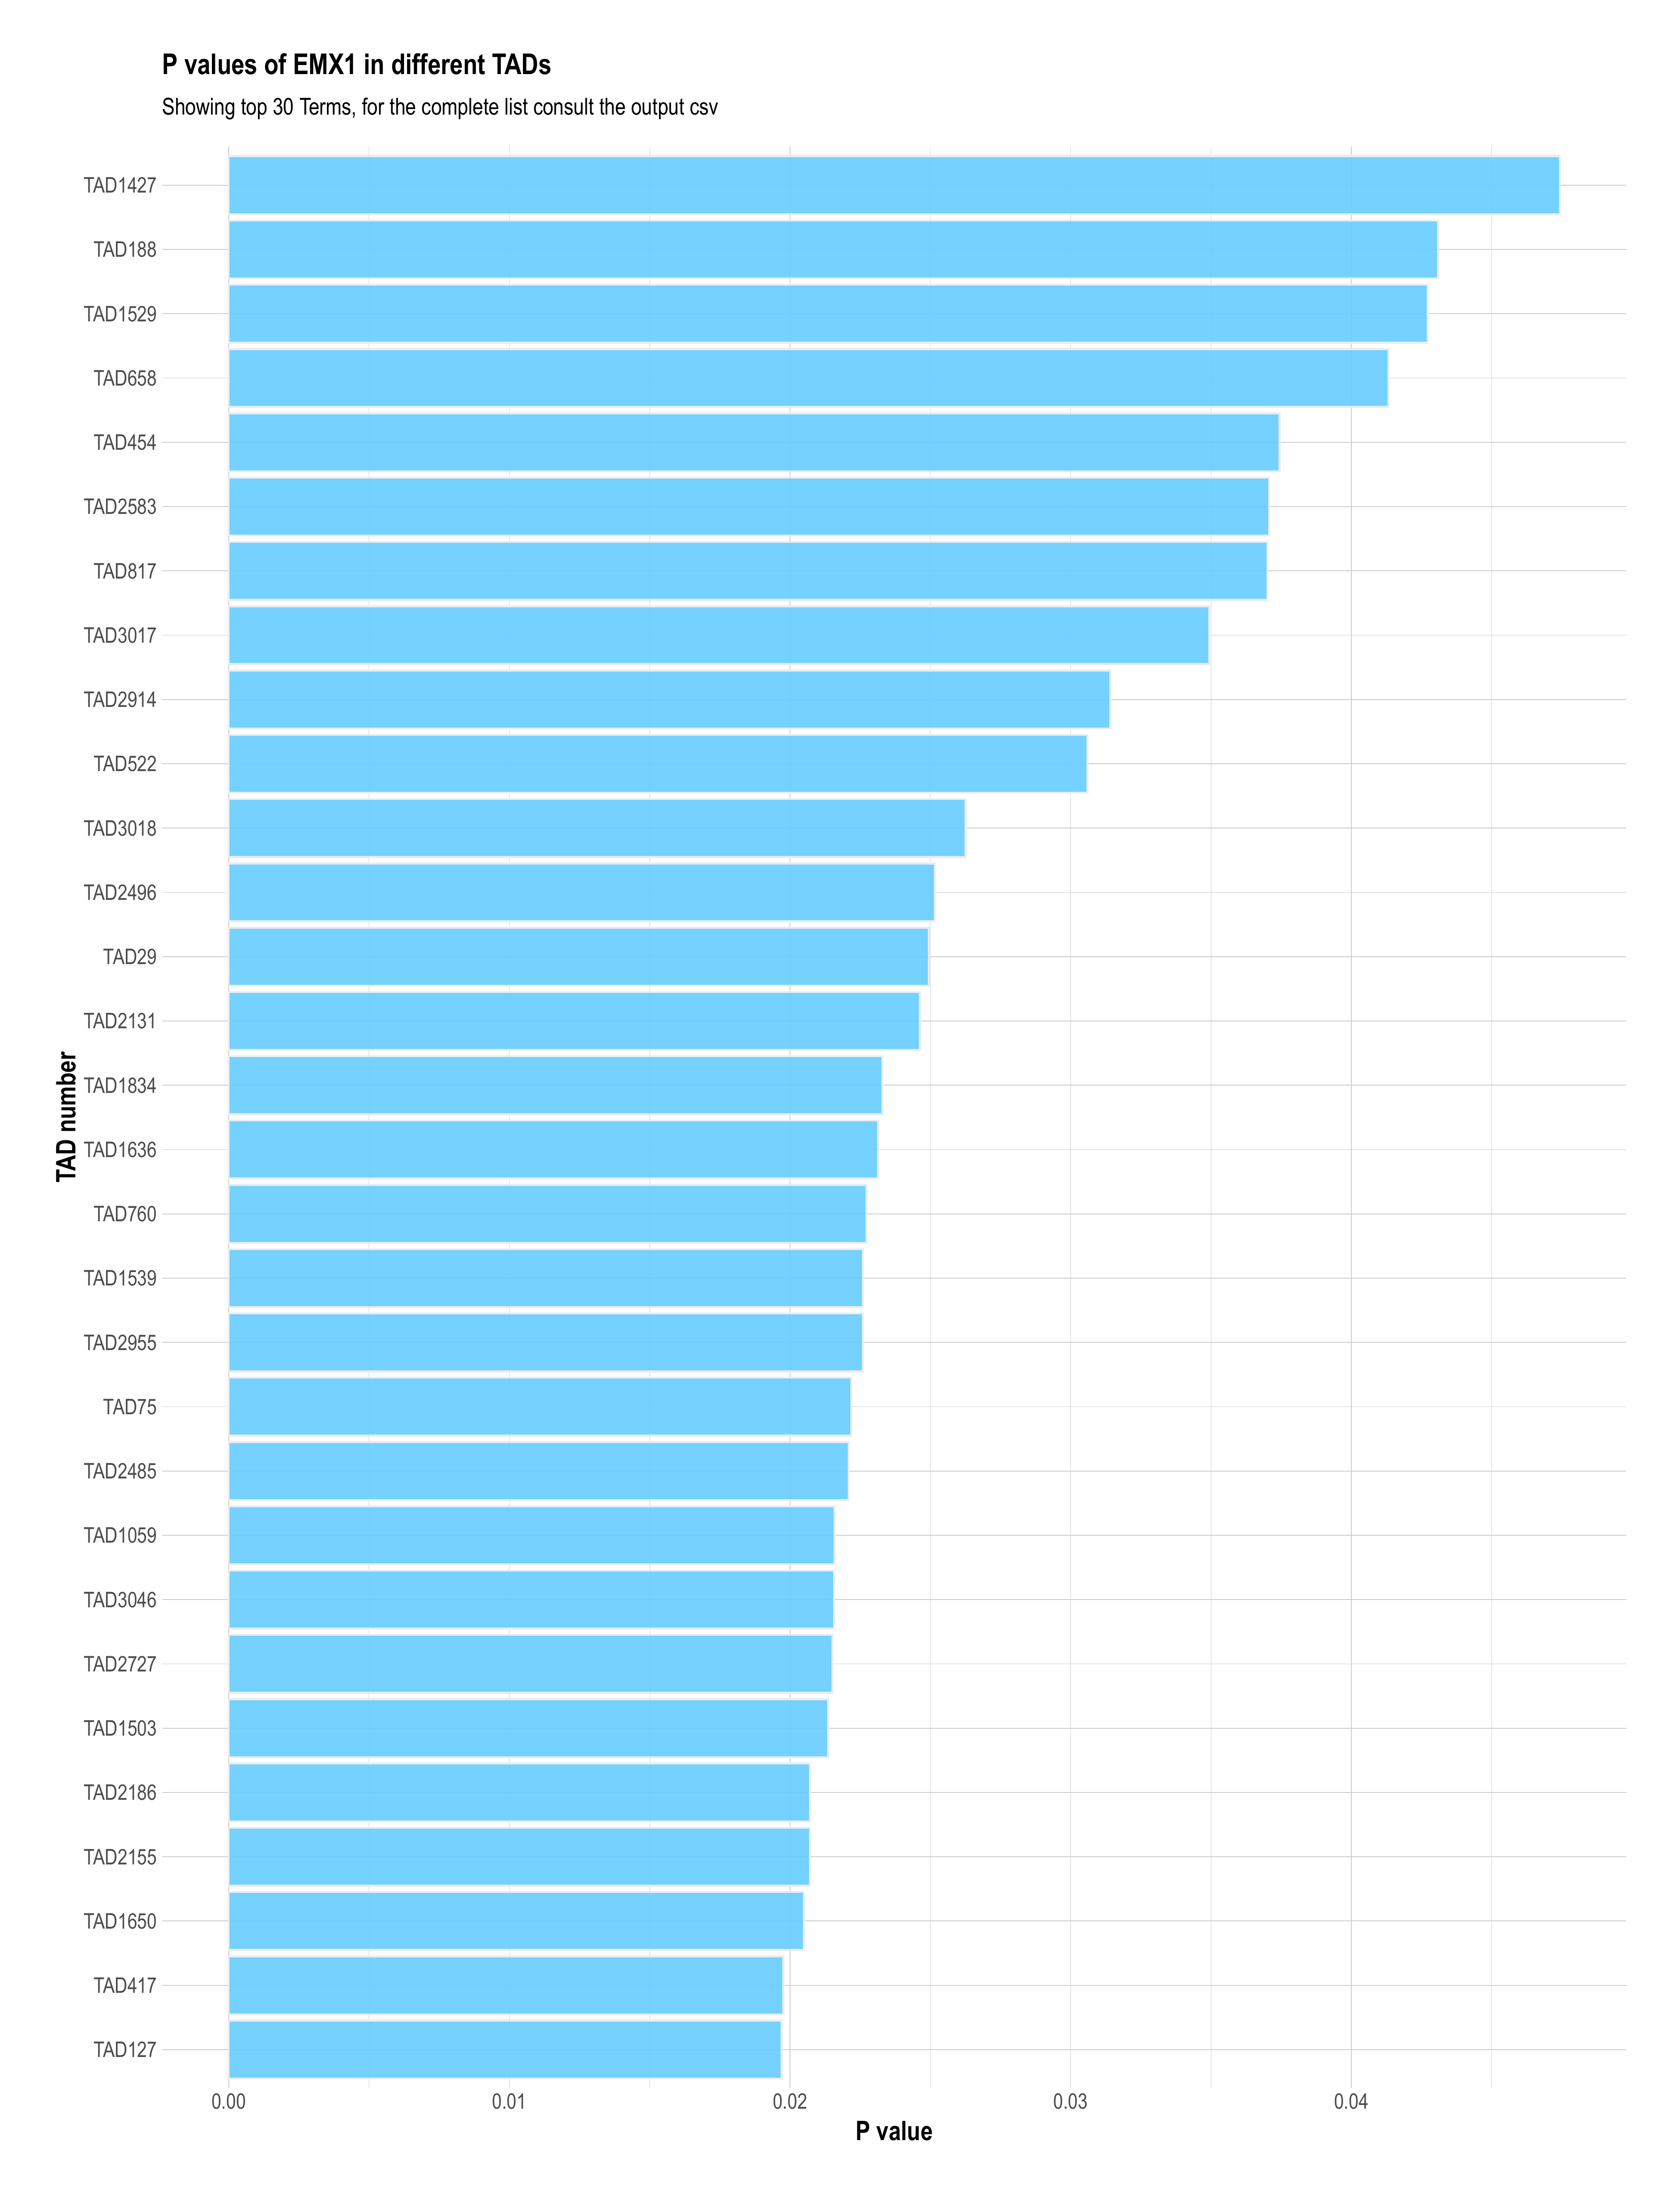 P values of EMX1 in different TADs
Showing top 30 Terms, for the complete list consult the output csv
TAD1427
TAD188
TAD1529
TAD658
TAD454
TAD2583
TAD817
TAD3017
TAD2914
TAD522
TAD3018
TAD2496
TAD29
TAD2131
TAD1834
TAD1636
TAD760
TAD1539
TAD2955
TAD75
TAD2485
TAD1059
TAD3046
TAD2727
TAD1503
TAD2186
TAD2155
TAD1650
TAD417
TAD127
TAD number
0.00 0.01 0.02 0.03 0.04
P value